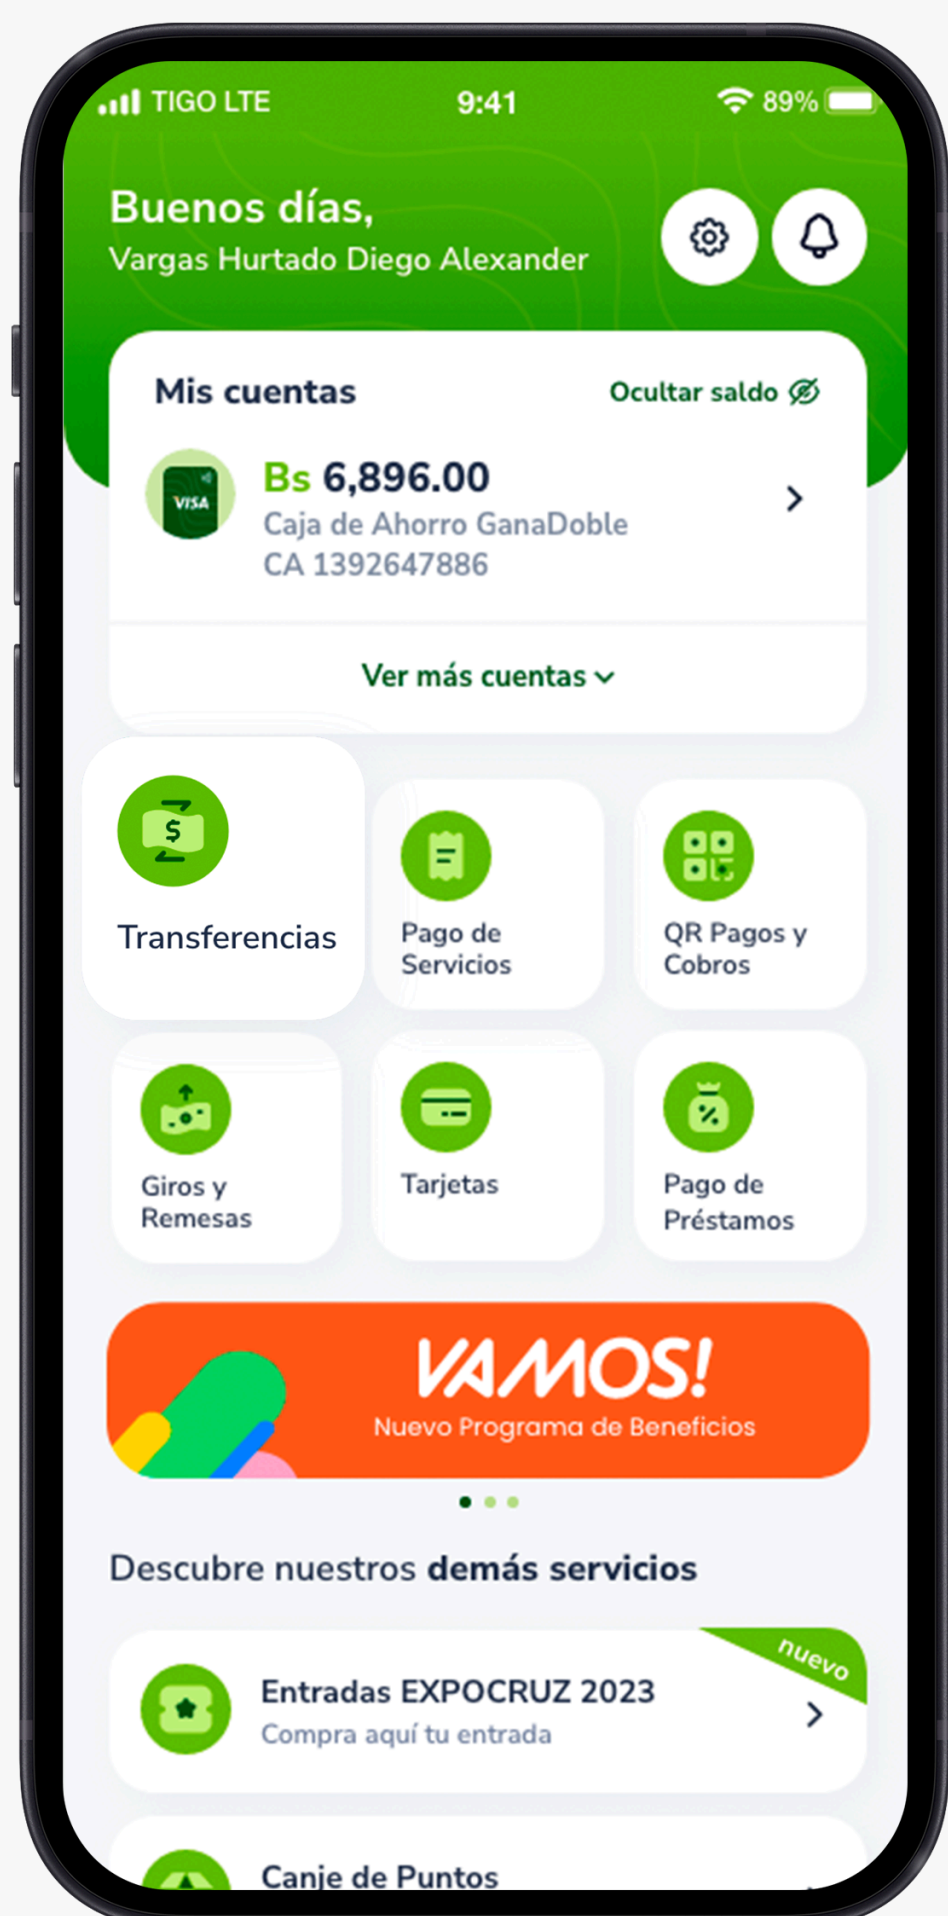 TIGO LTE 9:41 89%
Buenos días,
Vargas Hurtado Diego Alexander
Mis cuentas Ocultar saldo
VISA
Bs 6,896.00
Caja de Ahorro GanaDoble
CA 1392647886
Ver más cuentas
$
Transferencias
Pago de
Servicios
QR Pagos y
Cobros
Giros y
Remesas
Tarjetas
%
Pago de
Préstamos
VAMOS!
Nuevo Programa de Beneficios
Descubre nuestros demás servicios
nuevo
Entradas EXPOCRUZ 2023
Compra aquí tu entrada
Canje de Puntos